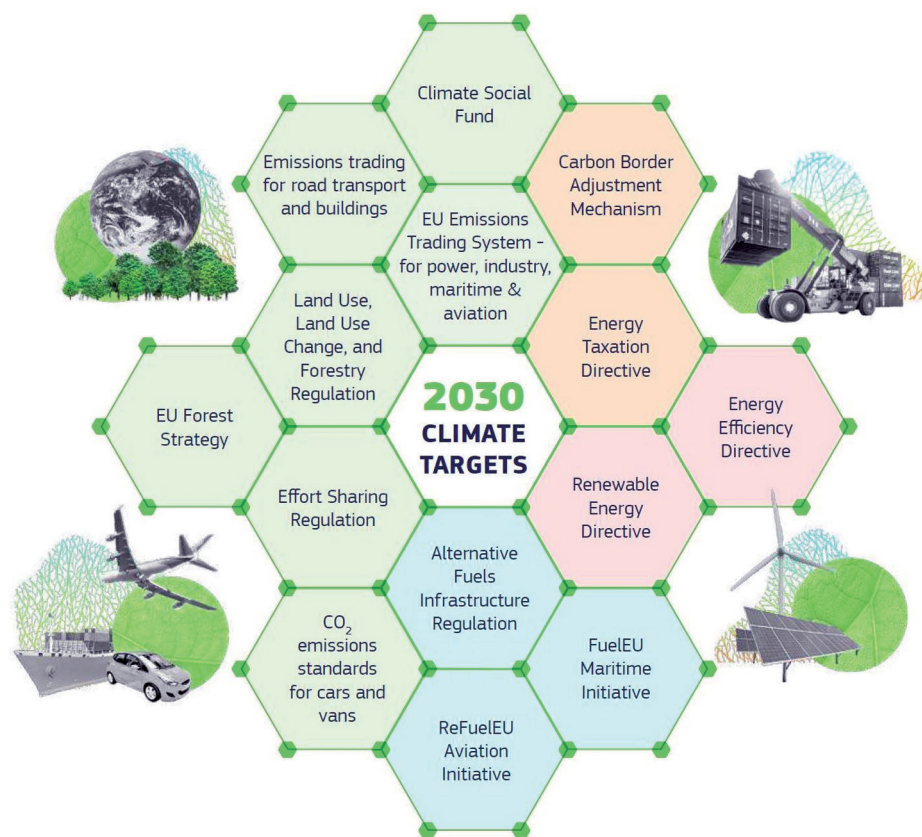 Climate Social
Fund
Emissions trading
for road transport
and buildings
Carbon Border
Adjustment
Mechanism
EU Emissions
Trading System -
for power, industry,
maritime &
aviation
Land Use,
Land Use
Change, and
Forestry
Regulation
Energy
Taxation
Directive
EU Forest
Strategy
2030
CLIMATE
TARGETS
Energy
Efficiency
Directive
Effort Sharing
Regulation
Renewable
Energy
Directive
Alternative
Fuels
Infrastructure
Regulation
CO₂
emissions
standards
for cars and
vans
FuelEU
Maritime
Initiative
ReFuelEU
Aviation
Initiative